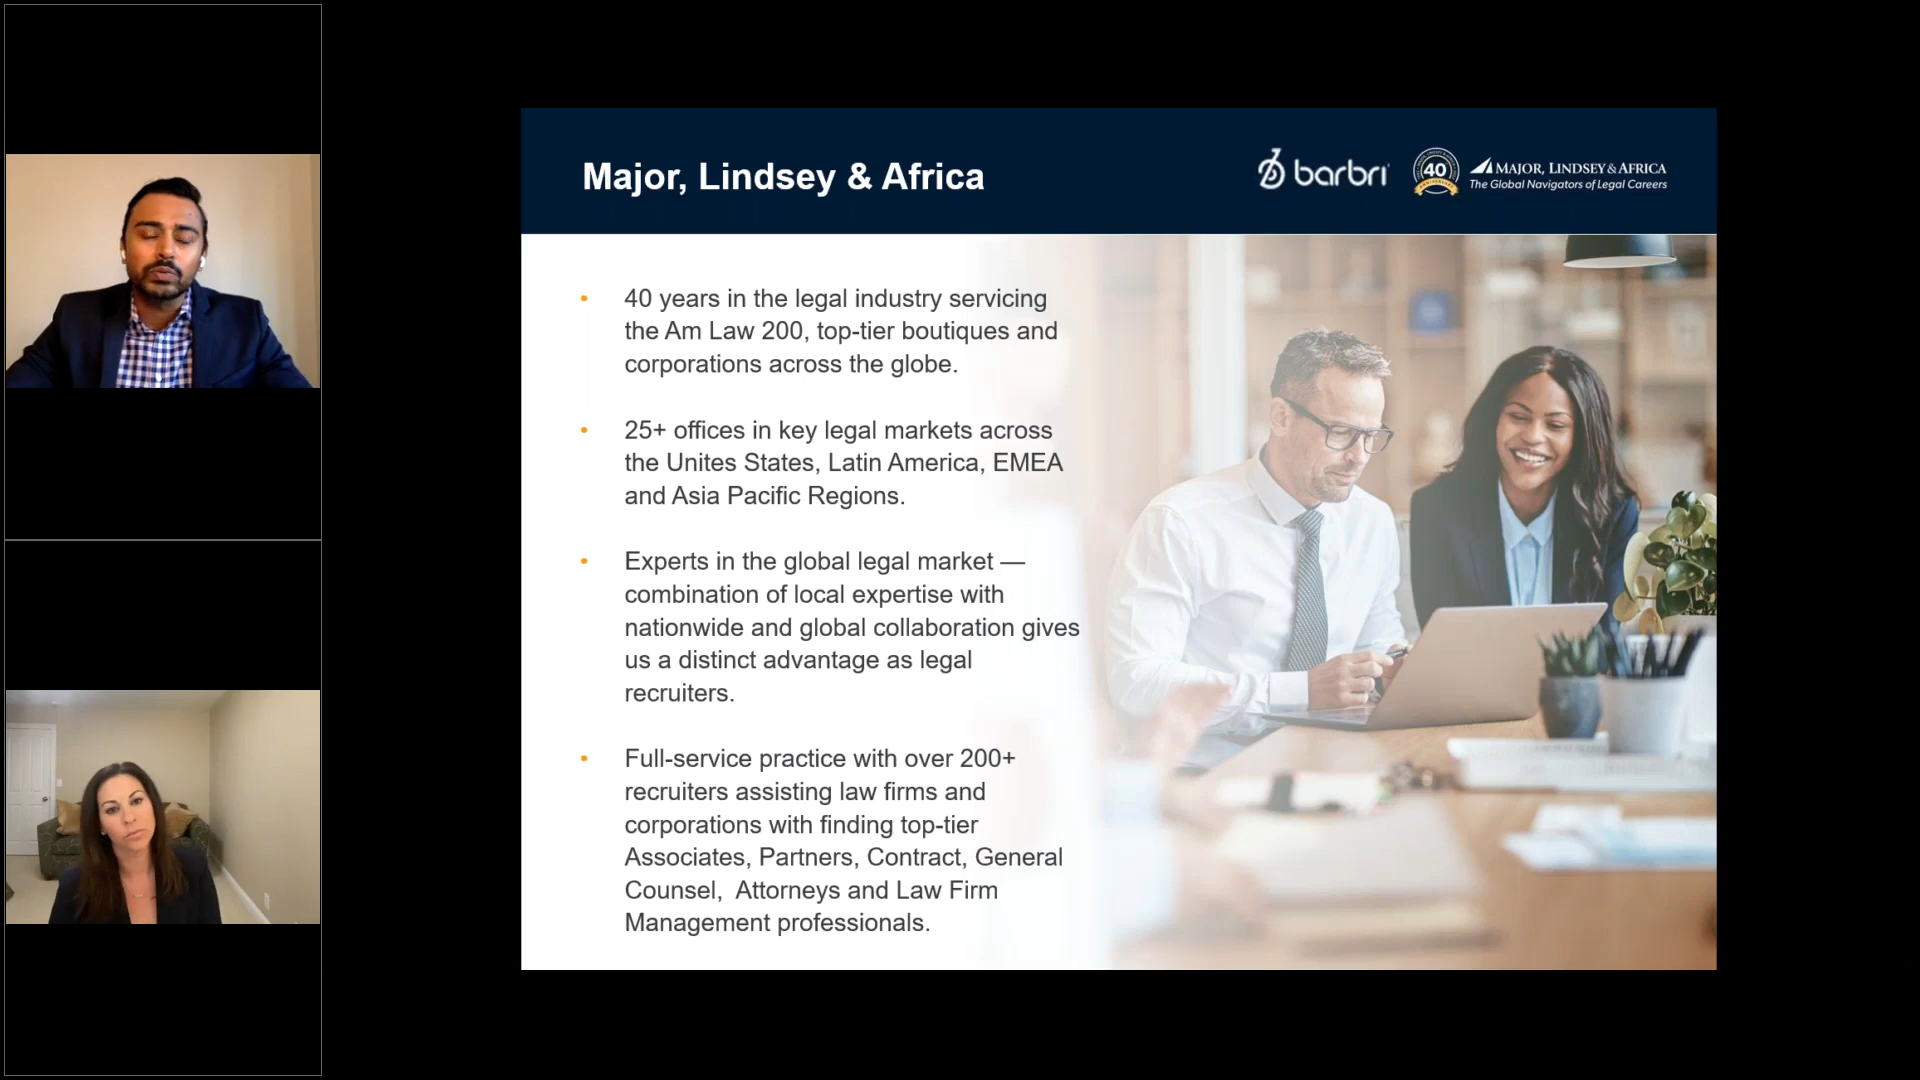 Major, Lindsey & Africa
barbri
40
MAJOR, LINDSEY & AFRICA
The Global Navigators of Legal Careers
• 40 years in the legal industry servicing
the Am Law 200, top-tier boutiques and
corporations across the globe.
• 25+ offices in key legal markets across
the Unites States, Latin America, EMEA
and Asia Pacific Regions.
• Experts in the global legal market —
combination of local expertise with
nationwide and global collaboration gives
us a distinct advantage as legal
recruiters.
• Full-service practice with over 200+
recruiters assisting law firms and
corporations with finding top-tier
Associates, Partners, Contract, General
Counsel,  Attorneys and Law Firm
Management professionals.